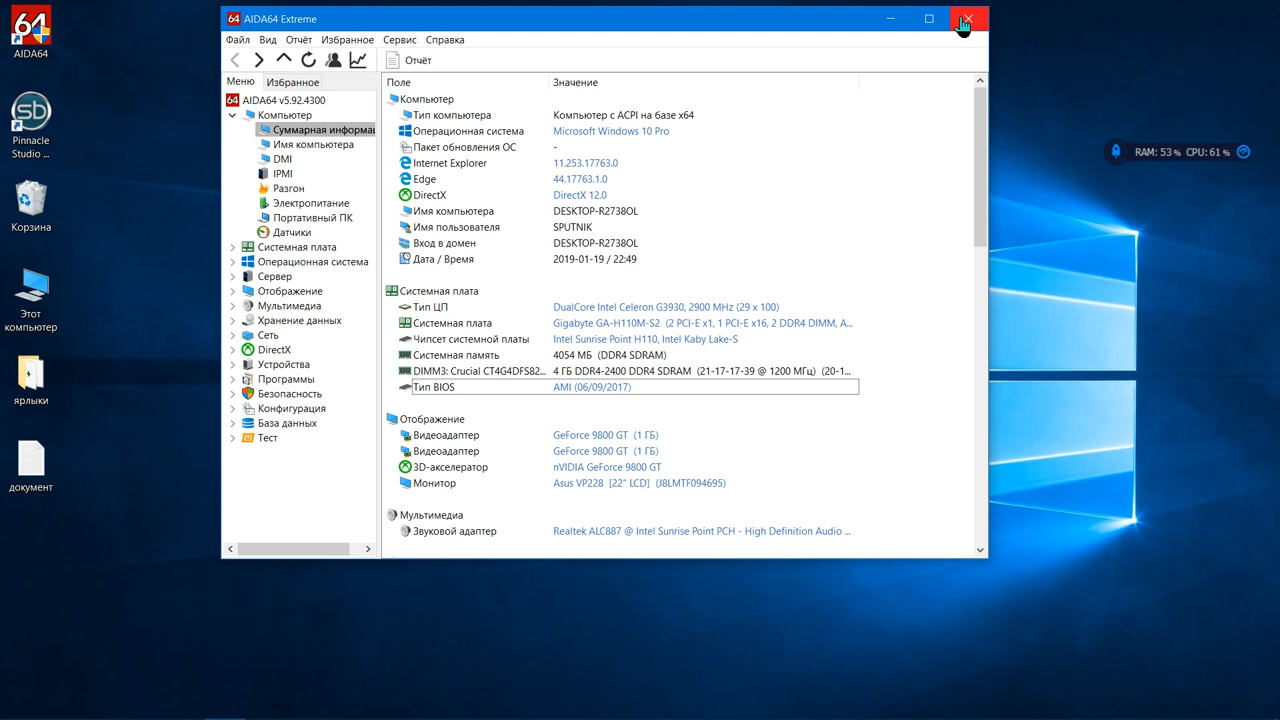 64
AIDA64
Pinnacle
Studio ...
Корзина
Этот
компьютер
ярлыки
документ
64 AIDA64 Extreme
Файл Вид Отчёт Избранное Сервис Справка
Отчёт
Меню Избранное
64 AIDA64 v5.92.4300
Компьютер
Суммарная информац
Имя компьютера
DMI
IPMI
Разгон
Электропитание
Портативный ПК
Датчики
Системная плата
Операционная система
Сервер
Отображение
Мультимедиа
Хранение данных
Сеть
DirectX
Устройства
Программы
Безопасность
Конфигурация
База данных
Тест
Поле Значение
Компьютер
Тип компьютера Компьютер с ACPI на базе x64
Операционная система Microsoft Windows 10 Pro
Пакет обновления ОС -
Internet Explorer 11.253.17763.0
Edge 44.17763.1.0
DirectX DirectX 12.0
Имя компьютера DESKTOP-R2738OL
Имя пользователя SPUTNIK
Вход в домен DESKTOP-R2738OL
Дата / Время 2019-01-19 / 22:49
Системная плата
Тип ЦП DualCore Intel Celeron G3930, 2900 MHz (29 x 100)
Системная плата Gigabyte GA-H110M-S2 (2 PCI-E x1, 1 PCI-E x16, 2 DDR4 DIMM, A...
Чипсет системной платы Intel Sunrise Point H110, Intel Kaby Lake-S
Системная память 4054 МБ (DDR4 SDRAM)
DIMM3: Crucial CT4G4DFS82... 4 ГБ DDR4-2400 DDR4 SDRAM (21-17-17-39 @ 1200 МГц) (20-1...
Тип BIOS AMI (06/09/2017)
Отображение
Видеоадаптер GeForce 9800 GT (1 ГБ)
Видеоадаптер GeForce 9800 GT (1 ГБ)
3D-акселератор nVIDIA GeForce 9800 GT
Монитор Asus VP228 [22" LCD] (J8LMTF094695)
Мультимедиа
Звуковой адаптер Realtek ALC887 @ Intel Sunrise Point PCH - High Definition Audio ...
RAM: 53% CPU: 61%